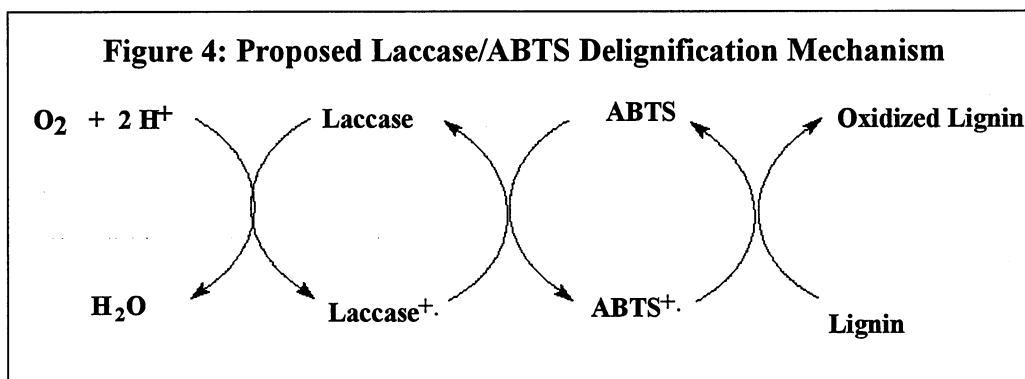 Figure 4: Proposed Laccase/ABTS Delignification Mechanism
O₂ + 2 H⁺ Laccase ABTS Oxidized Lignin
H₂O Laccase⁺· ABTS⁺· Lignin